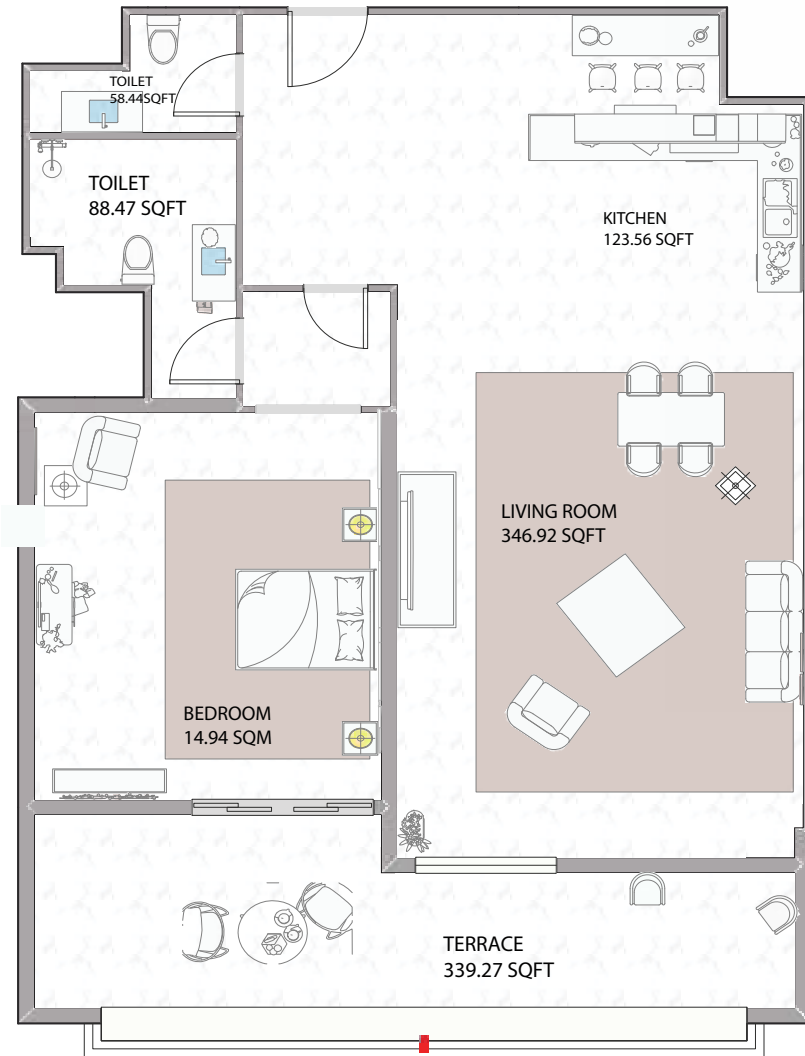 TOILET
58.44SQFT
TOILET
88.47 SQFT
KITCHEN
123.56 SQFT
LIVING ROOM
346.92 SQFT
BEDROOM
14.94 SQM
TERRACE
339.27 SQFT